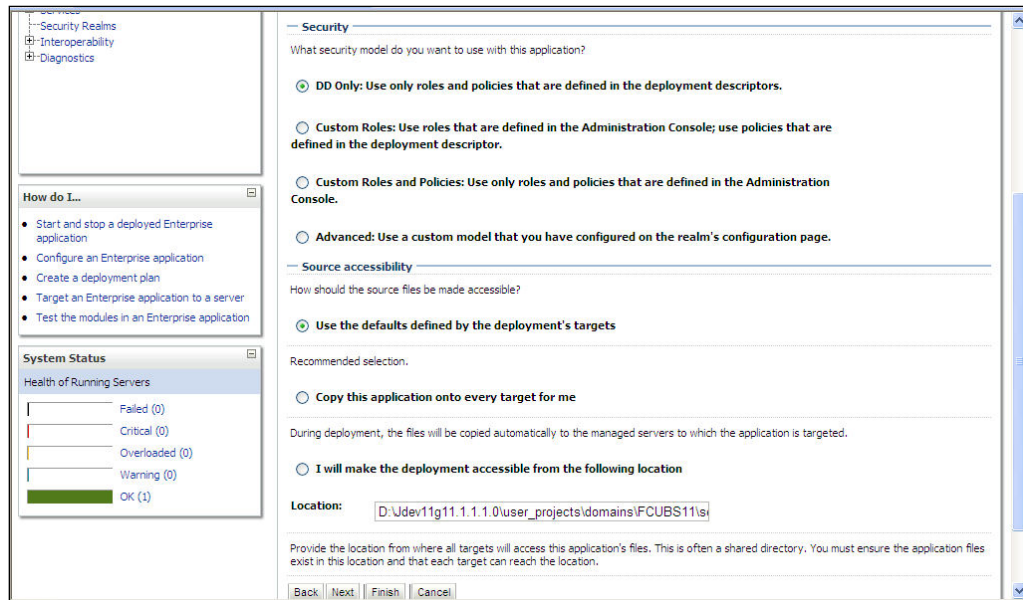 Services
Security Realms
Interoperability
Diagnostics
How do I...
Start and stop a deployed Enterprise
application
Configure an Enterprise application
Create a deployment plan
Target an Enterprise application to a server
Test the modules in an Enterprise application
System Status
Health of Running Servers
Failed (0)
Critical (0)
Overloaded (0)
Warning (0)
OK (1)
Security
What security model do you want to use with this application?
DD Only: Use only roles and policies that are defined in the deployment descriptors.
Custom Roles: Use roles that are defined in the Administration Console; use policies that are
defined in the deployment descriptor.
Custom Roles and Policies: Use only roles and policies that are defined in the Administration
Console.
Advanced: Use a custom model that you have configured on the realm's configuration page.
Source accessibility
How should the source files be made accessible?
Use the defaults defined by the deployment's targets
Recommended selection.
Copy this application onto every target for me
During deployment, the files will be copied automatically to the managed servers to which the application is targeted.
I will make the deployment accessible from the following location
Location:
D:\Jdev11g11.1.1.1.0\user_projects\domains\FCUBS11\se
Provide the location from where all targets will access this application's files. This is often a shared directory. You must ensure the application files
exist in this location and that each target can reach the location.
Back Next Finish Cancel